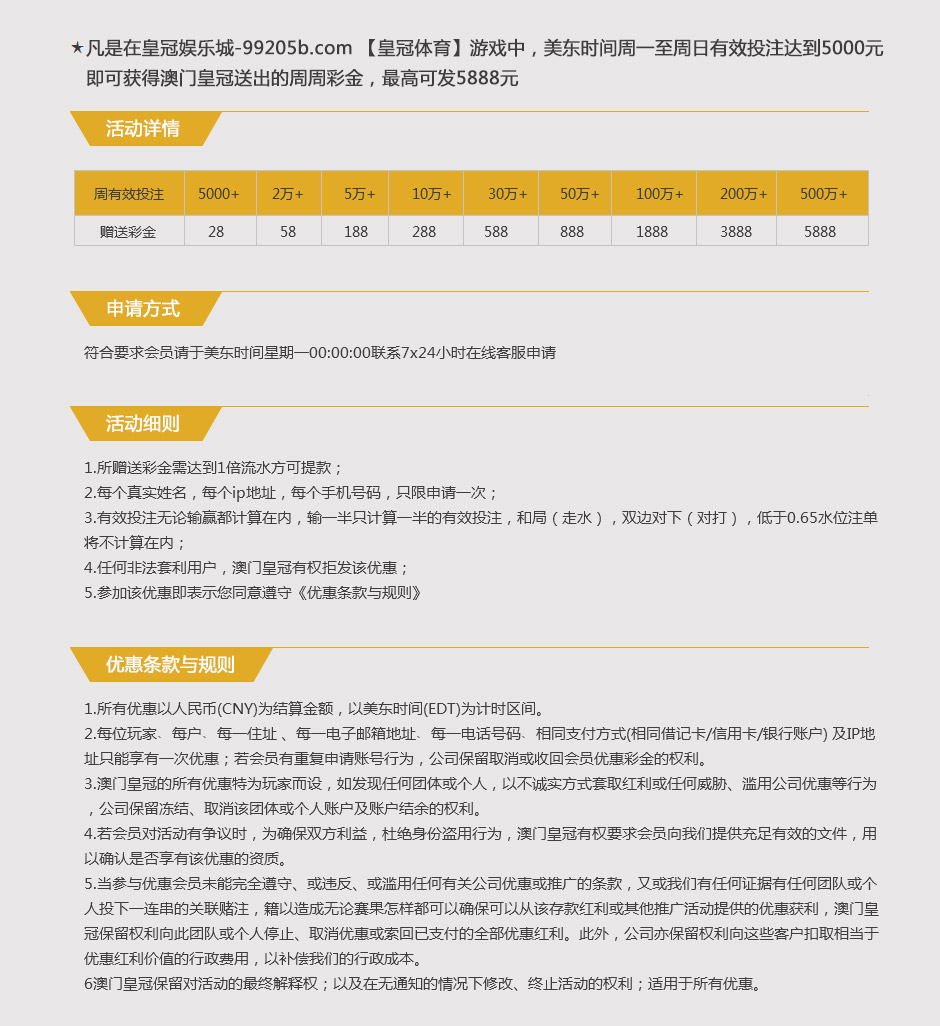 ★凡是在皇冠娱乐城-99205b.com 【皇冠体育】游戏中，美东时间周一至周日有效投注达到5000元
即可获得澳门皇冠送出的周周彩金，最高可发5888元
活动详情
周有效投注 5000+ 2万+ 5万+ 10万+ 30万+ 50万+ 100万+ 200万+ 500万+
赠送彩金 28 58 188 288 588 888 1888 3888 5888
申请方式
符合要求会员请于美东时间星期一00:00:00联系7x24小时在线客服申请
活动细则
1.所赠送彩金需达到1倍流水方可提款；
2.每个真实姓名，每个ip地址，每个手机号码，只限申请一次；
3.有效投注无论输赢都计算在内，输一半只计算一半的有效投注，和局（走水），双边对下（对打），低于0.65水位注单
将不计算在内；
4.任何非法套利用户，澳门皇冠有权拒发该优惠；
5.参加该优惠即表示您同意遵守《优惠条款与规则》
优惠条款与规则
1.所有优惠以人民币(CNY)为结算金额，以美东时间(EDT)为计时区间。
2.每位玩家、每户、每一住址 、每一电子邮箱地址、每一电话号码、相同支付方式(相同借记卡/信用卡/银行账户) 及IP地
址只能享有一次优惠；若会员有重复申请账号行为，公司保留取消或收回会员优惠彩金的权利。
3.澳门皇冠的所有优惠特为玩家而设，如发现任何团体或个人，以不诚实方式套取红利或任何威胁、滥用公司优惠等行为
，公司保留冻结、取消该团体或个人账户及账户结余的权利。
4.若会员对活动有争议时，为确保双方利益，杜绝身份盗用行为，澳门皇冠有权要求会员向我们提供充足有效的文件，用
以确认是否享有该优惠的资质。
5.当参与优惠会员未能完全遵守、或违反、或滥用任何有关公司优惠或推广的条款，又或我们有任何证据有任何团队或个
人投下一连串的关联赌注，籍以造成无论赛果怎样都可以确保可以从该存款红利或其他推广活动提供的优惠获利，澳门皇
冠保留权利向此团队或个人停止、取消优惠或索回已支付的全部优惠红利。此外，公司亦保留权利向这些客户扣取相当于
优惠红利价值的行政费用，以补偿我们的行政成本。
6澳门皇冠保留对活动的最终解释权；以及在无通知的情况下修改、终止活动的权利；适用于所有优惠。